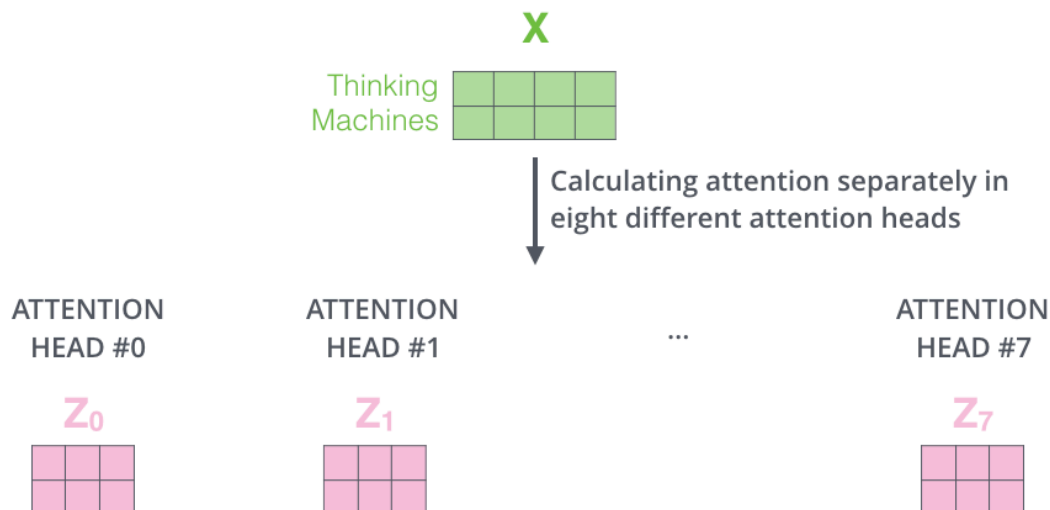 X
Thinking
Machines
Calculating attention separately in
eight different attention heads
ATTENTION
HEAD #0
ATTENTION
HEAD #1
...
ATTENTION
HEAD #7
Z0
Z1
Z7